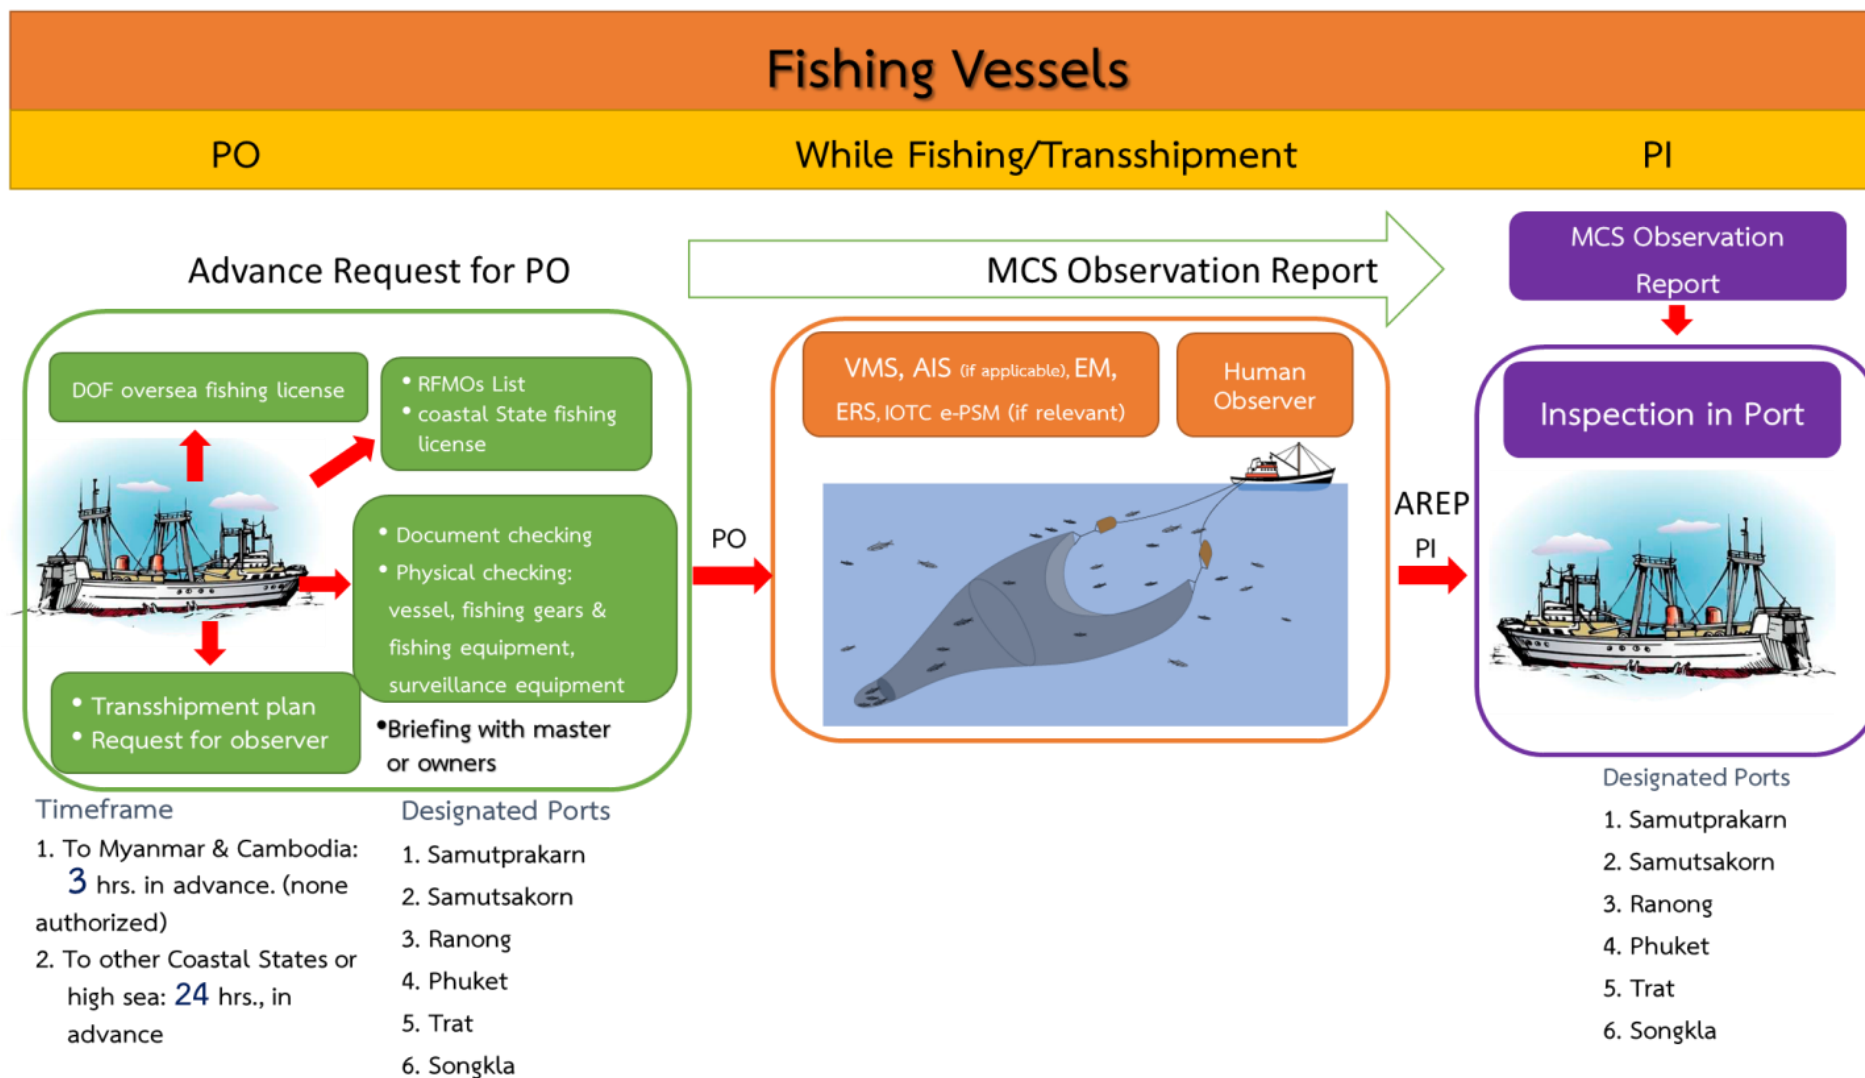 Fishing Vessels
PO
While Fishing/Transshipment
PI
Advance Request for PO
DOF oversea fishing license
• RFMOs List
• coastal State fishing
license
• Document checking
• Physical checking:
vessel, fishing gears &
fishing equipment,
surveillance equipment
• Transshipment plan
• Request for observer
•Briefing with master
or owners
Timeframe
1. To Myanmar & Cambodia:
3 hrs. in advance. (none
authorized)
2. To other Coastal States or
high sea: 24 hrs., in
advance
Designated Ports
1. Samutprakarn
2. Samutsakorn
3. Ranong
4. Phuket
5. Trat
6. Songkla
PO
MCS Observation Report
VMS, AIS (if applicable), EM,
ERS, IOTC e-PSM (if relevant)
Human
Observer
AREP
PI
MCS Observation
Report
Inspection in Port
Designated Ports
1. Samutprakarn
2. Samutsakorn
3. Ranong
4. Phuket
5. Trat
6. Songkla